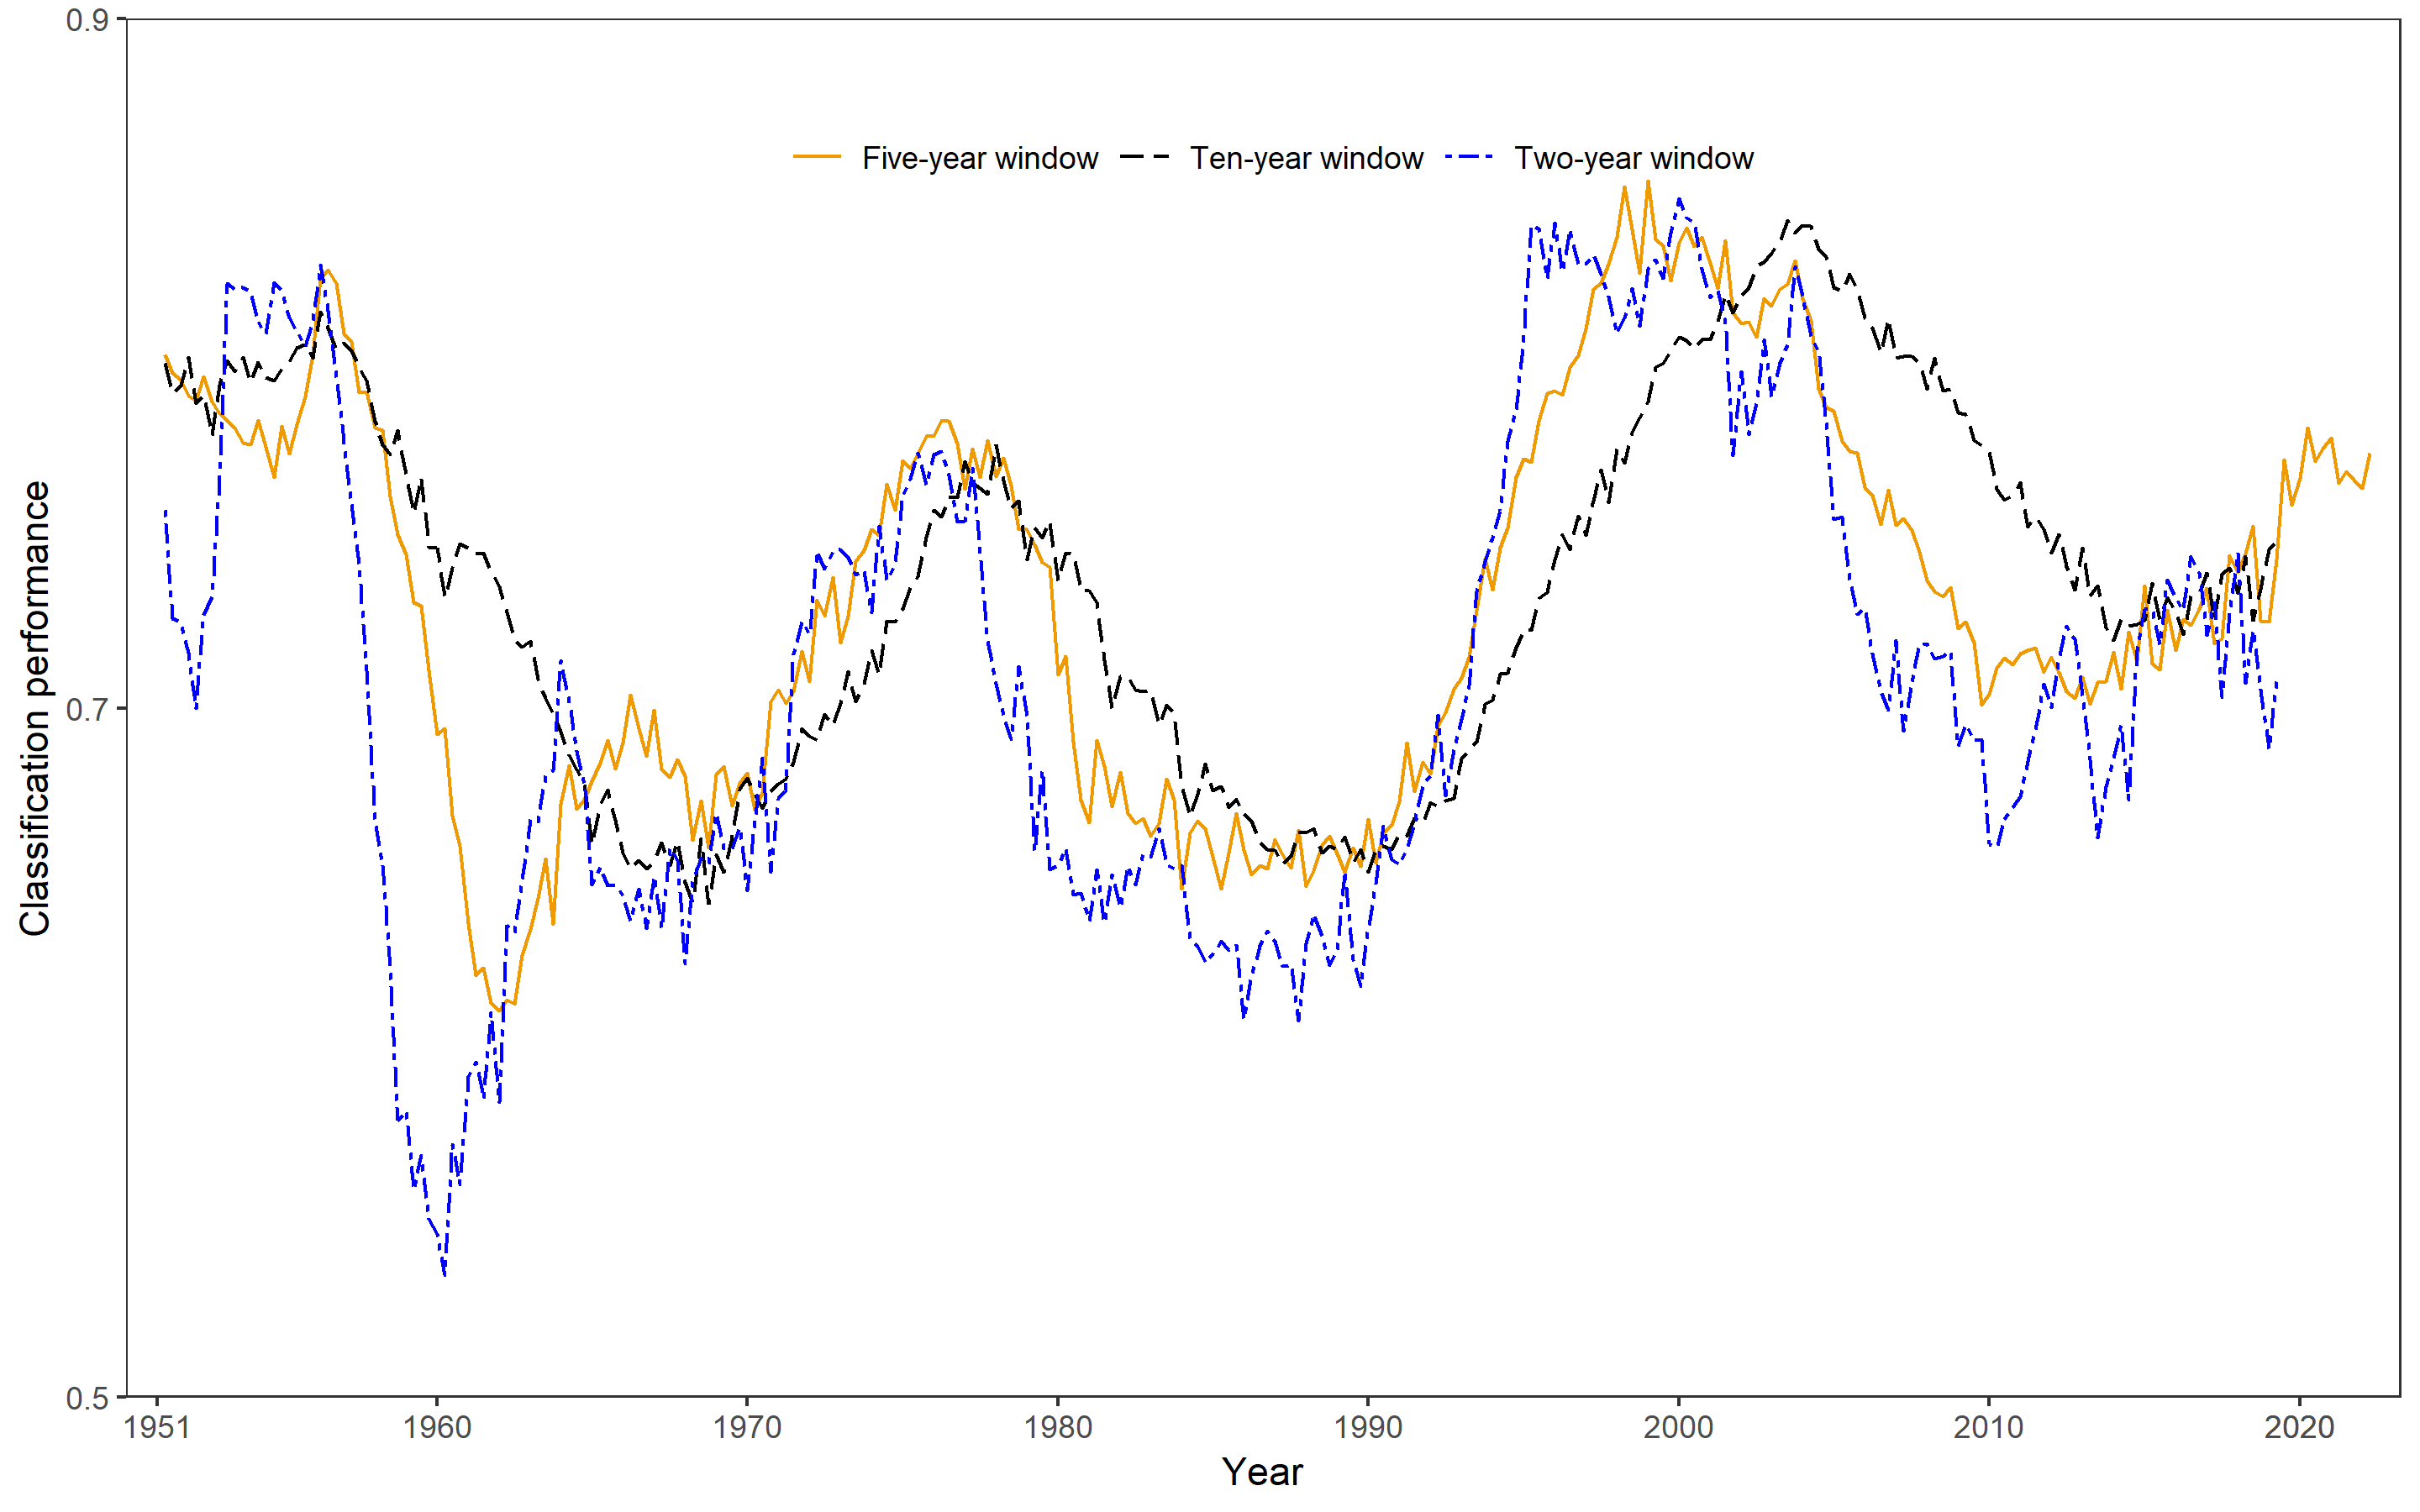 0.9
Five-year window Ten-year window Two-year window
Classification performance
0.7
0.5
1951 1960 1970 1980 1990 2000 2010 2020
Year